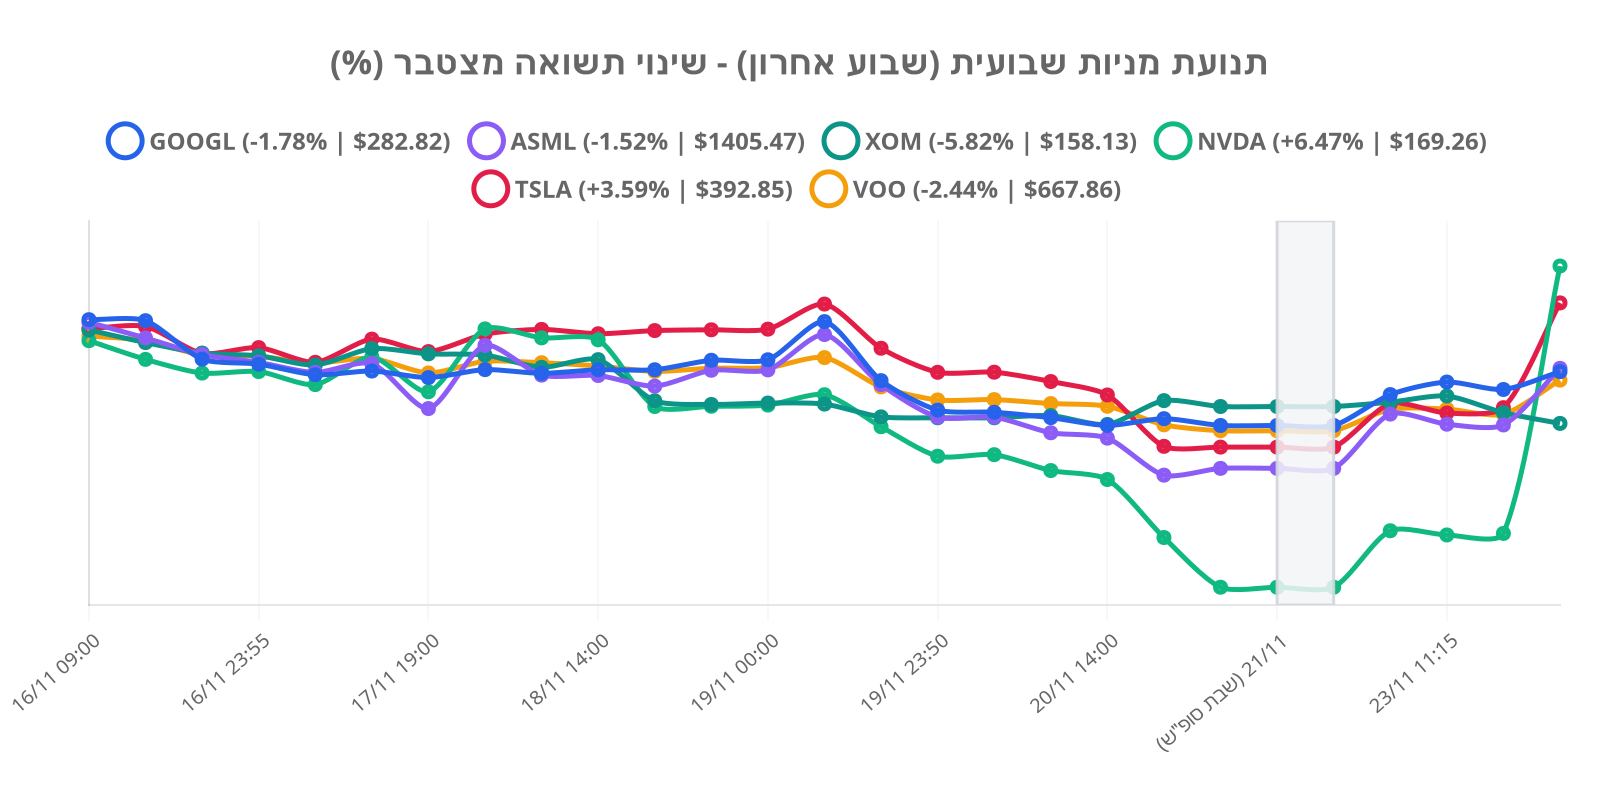 תנועת מניות שבועית (שבוע אחרון) - שינוי תשואה מצטבר (%)
GOOGL (-1.78% | $282.82) ASML (-1.52% | $1405.47) XOM (-5.82% | $158.13) NVDA (+6.47% | $169.26)
TSLA (+3.59% | $392.85) VOO (-2.44% | $667.86)
16/11 09:00
16/11 23:55
17/11 19:00
18/11 14:00
19/11 00:00
19/11 23:50
20/11 14:00
21/11 (שבת סופ"ש)
23/11 11:15